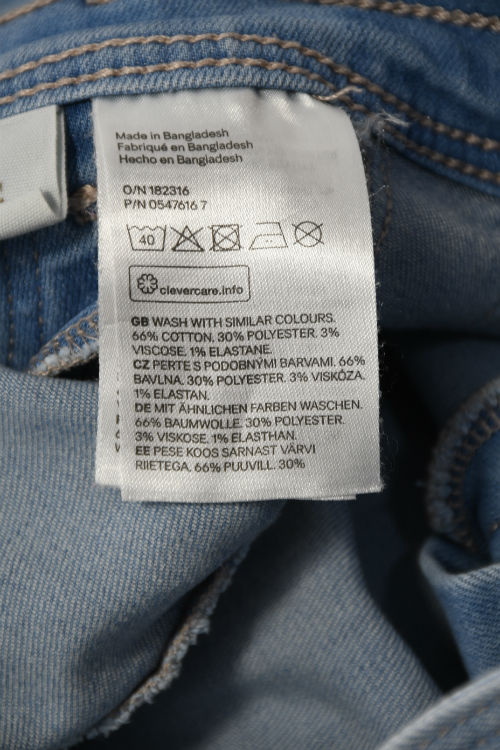 Made in Bangladesh
Fabriqué en Bangladesh
Hecho en Bangladesh
O/N 182316
P/N 0547616 7
40
clevercare.info
GB WASH WITH SIMILAR COLOURS.
66% COTTON. 30% POLYESTER. 3%
VISCOSE. 1% ELASTANE.
CZ PERTE S PODOBNÝMI BARVAMI. 66%
BAVLNA. 30% POLYESTER. 3% VISKÓZA.
1% ELASTAN.
DE MIT ÄHNLICHEN FARBEN WASCHEN.
66% BAUMWOLLE. 30% POLYESTER.
3% VISKOSE. 1% ELASTHAN.
EE PESE KOOS SARNAST VÄRVI
RIIETEGA. 66% PUUVILL. 30%